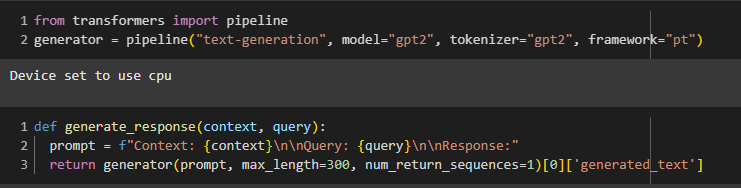 1 from transformers import pipeline
2 generator = pipeline("text-generation", model="gpt2", tokenizer="gpt2", framework="pt")
Device set to use cpu
1 def generate_response(context, query):
2   prompt = f"Context: {context}\n\nQuery: {query}\n\nResponse:"
3   return generator(prompt, max_length=300, num_return_sequences=1)[0]['generated_text']